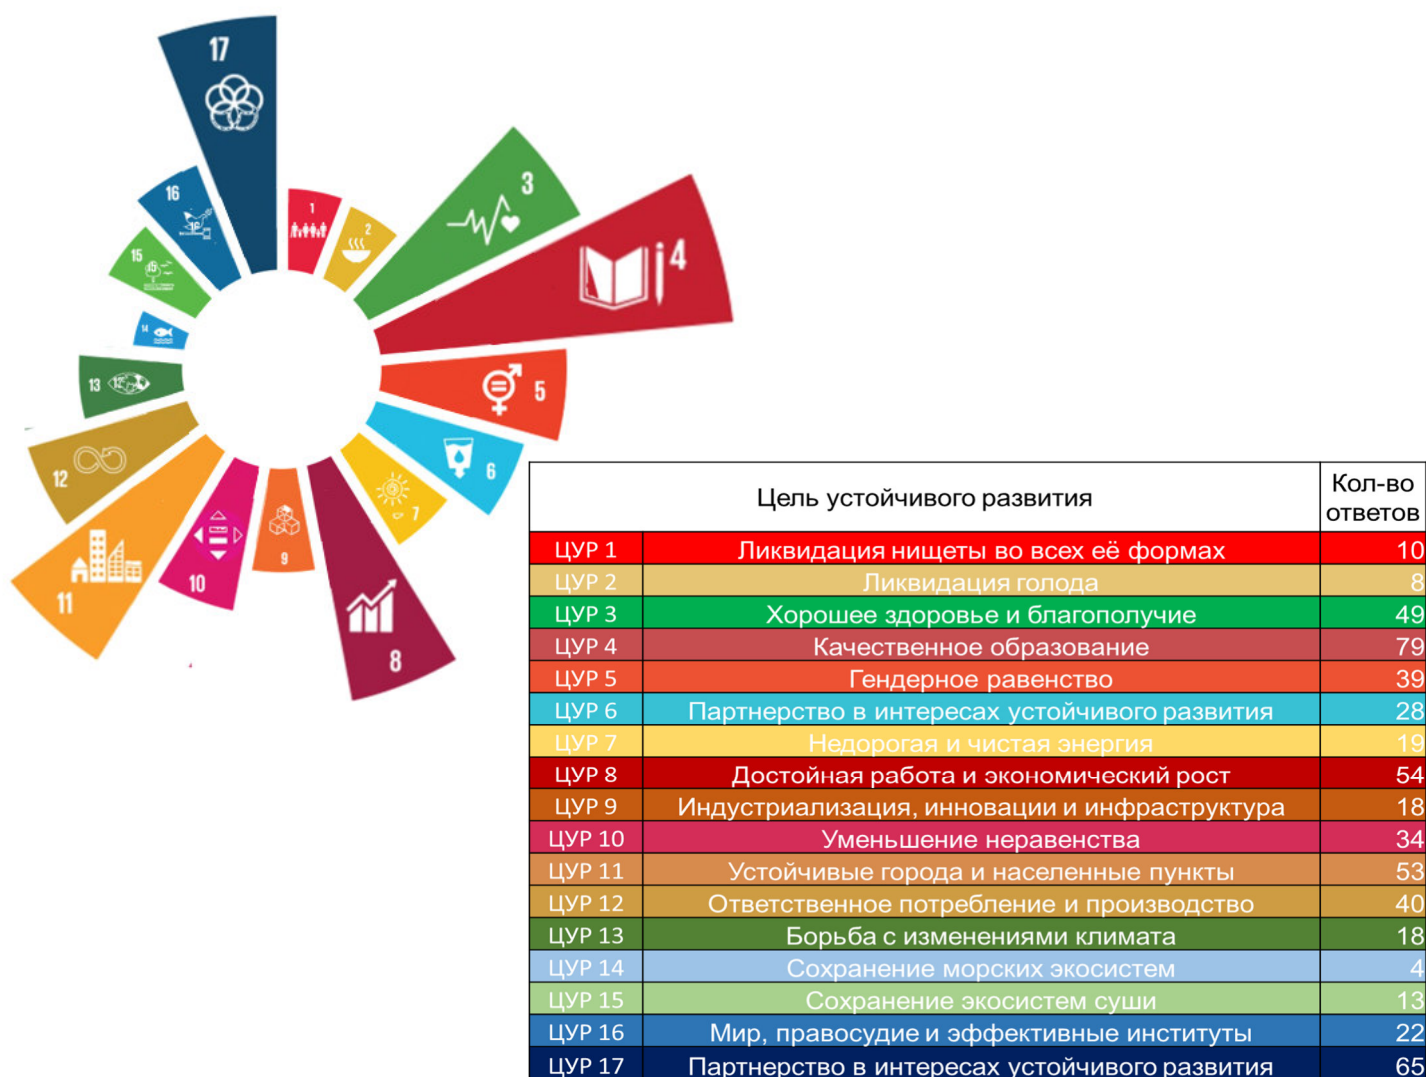 17
16
1
2
3
4
15
14
13
5
12
6
7
11
10
9
8
Цель устойчивого развития
Кол-во
ответов
ЦУР 1 Ликвидация нищеты во всех её формах 10
ЦУР 2 Ликвидация голода 8
ЦУР 3 Хорошее здоровье и благополучие 49
ЦУР 4 Качественное образование 79
ЦУР 5 Гендерное равенство 39
ЦУР 6 Партнерство в интересах устойчивого развития 28
ЦУР 7 Недорогая и чистая энергия 19
ЦУР 8 Достойная работа и экономический рост 54
ЦУР 9 Индустриализация, инновации и инфраструктура 18
ЦУР 10 Уменьшение неравенства 34
ЦУР 11 Устойчивые города и населенные пункты 53
ЦУР 12 Ответственное потребление и производство 40
ЦУР 13 Борьба с изменениями климата 18
ЦУР 14 Сохранение морских экосистем 4
ЦУР 15 Сохранение экосистем суши 13
ЦУР 16 Мир, правосудие и эффективные институты 22
ЦУР 17 Партнерство в интересах устойчивого развития 65